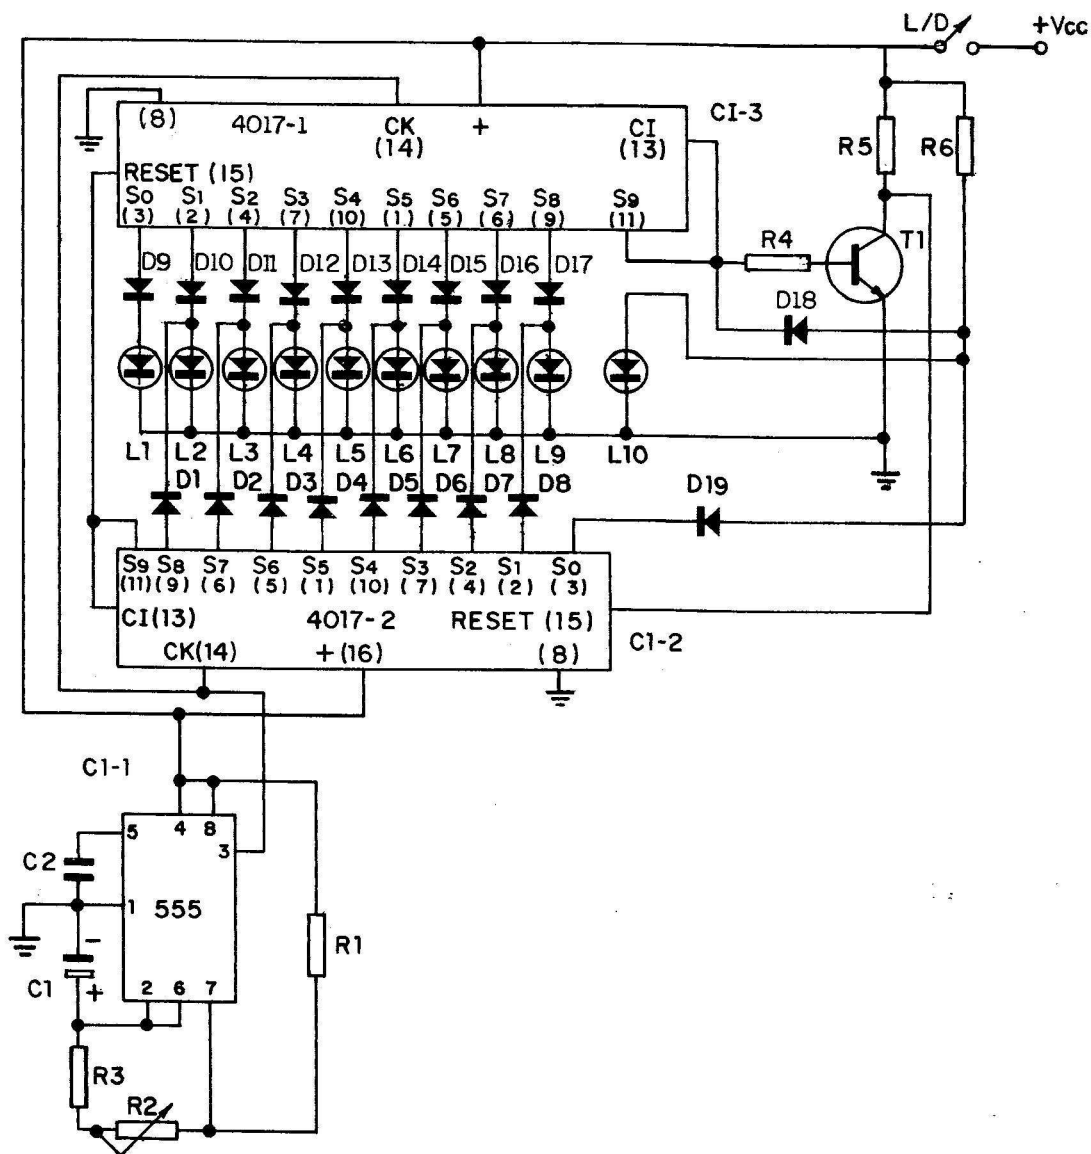 L/D +Vcc
(8) 4017-1 CK + CI CI-3
(14) (13)
R5 R6
RESET (15)
S0 S1 S2 S3 S4 S5 S6 S7 S8 S9
(3) (2) (4) (7) (10) (1) (5) (6) (9) (11)
R4 T1
D9 D10 D11 D12 D13 D14 D15 D16 D17
D18
L1 L2 L3 L4 L5 L6 L7 L8 L9 L10
D1 D2 D3 D4 D5 D6 D7 D8 D19
S9 S8 S7 S6 S5 S4 S3 S2 S1 S0
(11) (9) (6) (5) (1) (10) (7) (4) (2) (3)
CI(13) 4017-2 RESET (15)
C1-2
CK(14) +(16) (8)
C1-1
5 4 8
3
C2
1 555
R1
-
C1 + 2 6 7
R3
R2